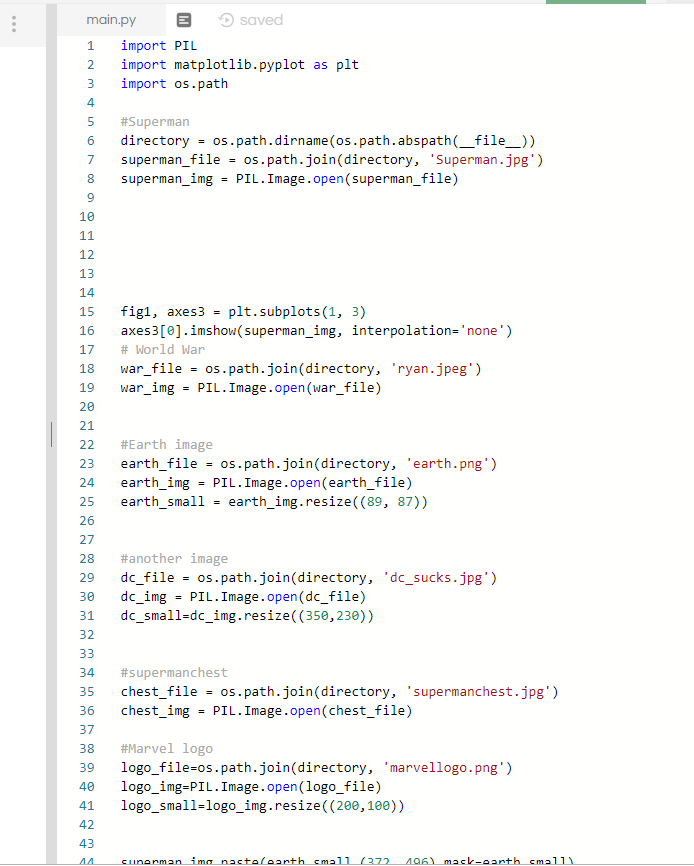 main.py saved
1 import PIL
2 import matplotlib.pyplot as plt
3 import os.path
4
5 #Superman
6 directory = os.path.dirname(os.path.abspath(__file__))
7 superman_file = os.path.join(directory, 'Superman.jpg')
8 superman_img = PIL.Image.open(superman_file)
9
10
11
12
13
14
15 fig1, axes3 = plt.subplots(1, 3)
16 axes3[0].imshow(superman_img, interpolation='none')
17 # World War
18 war_file = os.path.join(directory, 'ryan.jpeg')
19 war_img = PIL.Image.open(war_file)
20
21
22 #Earth image
23 earth_file = os.path.join(directory, 'earth.png')
24 earth_img = PIL.Image.open(earth_file)
25 earth_small = earth_img.resize((89, 87))
26
27
28 #another image
29 dc_file = os.path.join(directory, 'dc_sucks.jpg')
30 dc_img = PIL.Image.open(dc_file)
31 dc_small=dc_img.resize((350,230))
32
33
34 #supermanchest
35 chest_file = os.path.join(directory, 'supermanchest.jpg')
36 chest_img = PIL.Image.open(chest_file)
37
38 #Marvel logo
39 logo_file=os.path.join(directory, 'marvellogo.png')
40 logo_img=PIL.Image.open(logo_file)
41 logo_small=logo_img.resize((200,100))
42
43
44 superman_img.paste(earth_small,(372, 496),mask=earth_small)